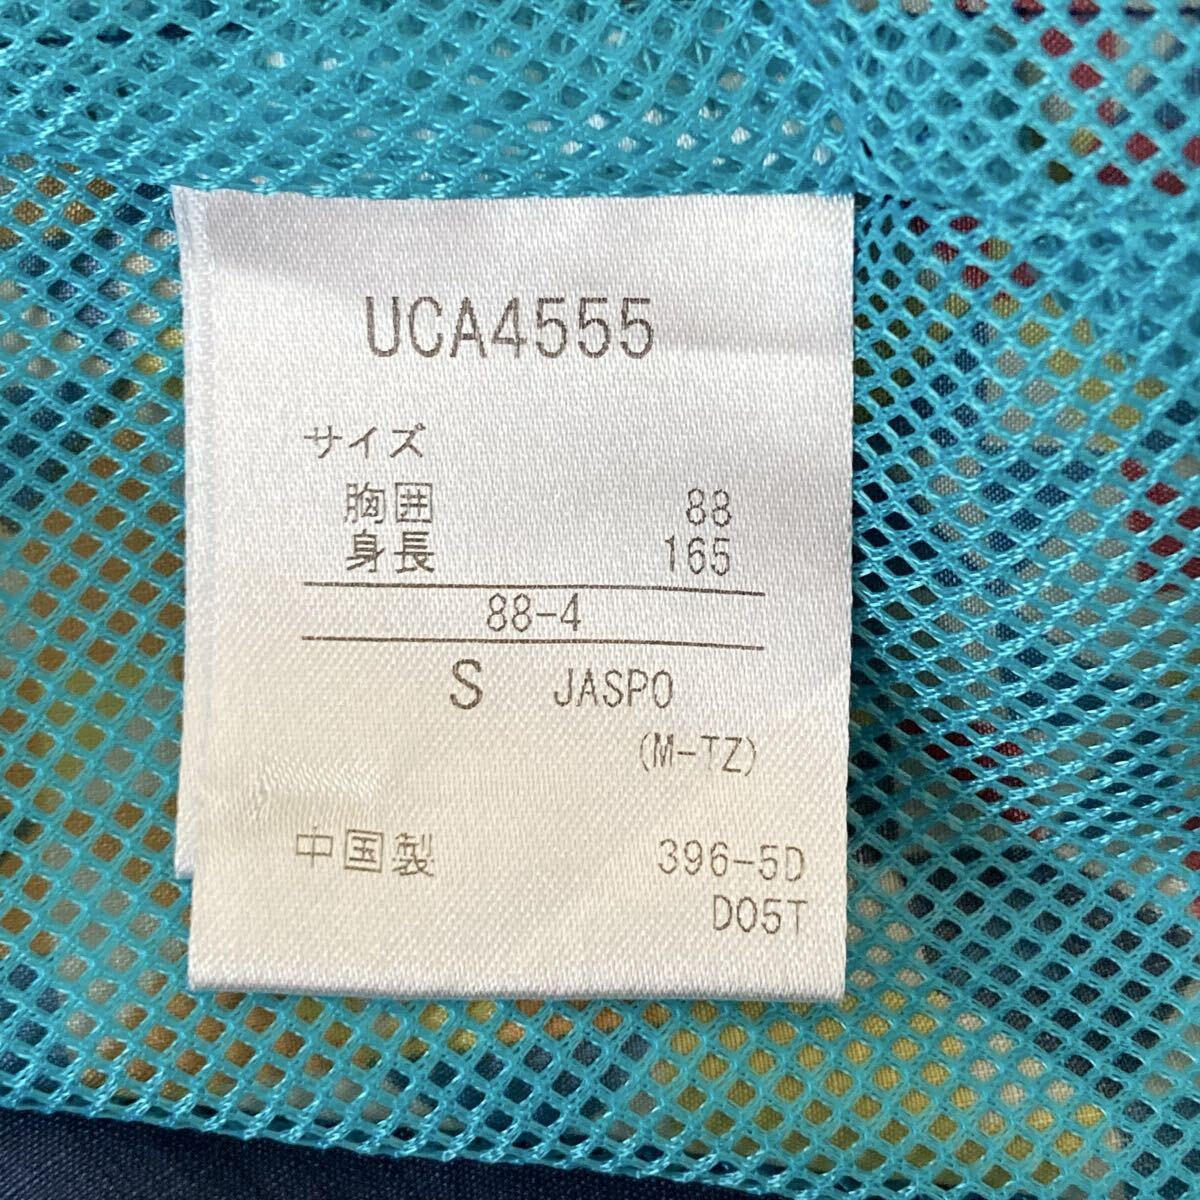 UCA4555
サイズ
胸囲 88
身長 165
88-4
S JASPO
(M-TZ)
中国製 396-5D
D05T